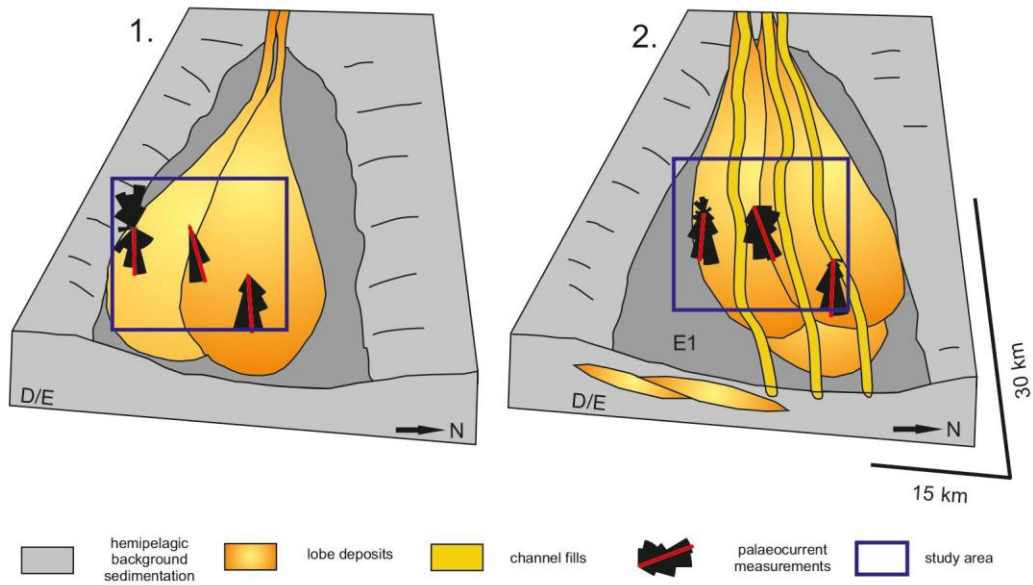 1.
D/E
N
2.
E1
D/E
N
30 km
15 km
hemipelagic
background
sedimentation
lobe deposits
channel fills
palaeocurrent
measurements
study area